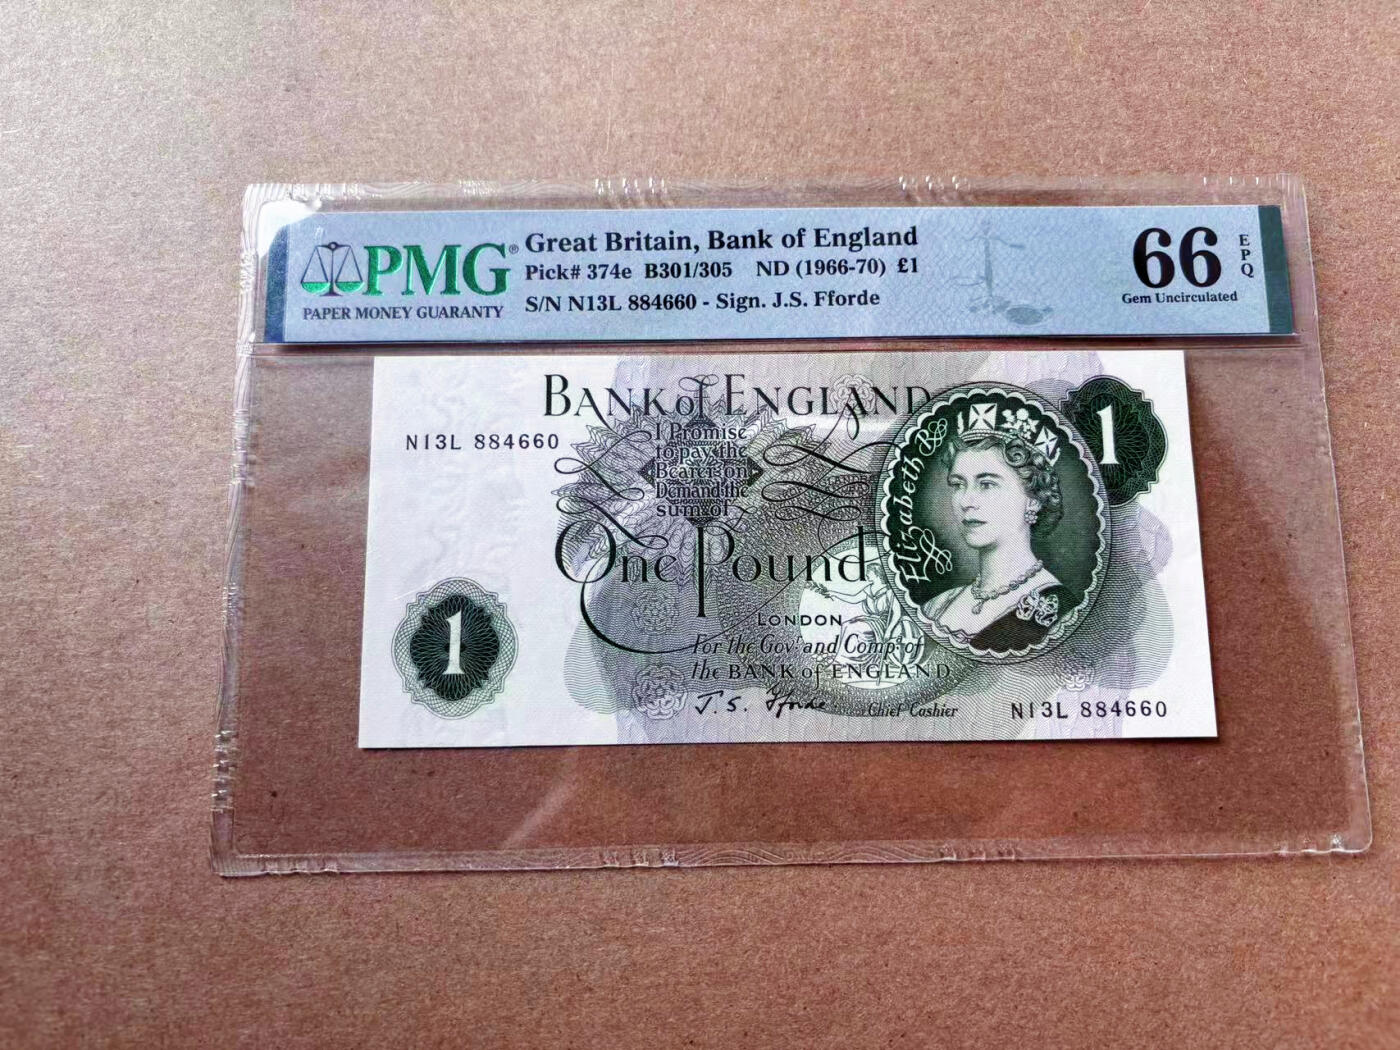 PMG®
PAPER MONEY GUARANTY
Great Britain, Bank of England
Pick# 374e B301/305 ND (1966-70) £1
S/N N13L 884660 - Sign. J.S. Fforde
66
EPQ
Gem Uncirculated
BANK of ENGLAND
N13L 884660
I Promise
to pay the
Bearer on
Demand the
sum of
One Pound
LONDON
For the Govr. and Compa. of
the BANK of ENGLAND
J. S. Fforde
Chief Cashier
Elizabeth R
1
1
N13L 884660